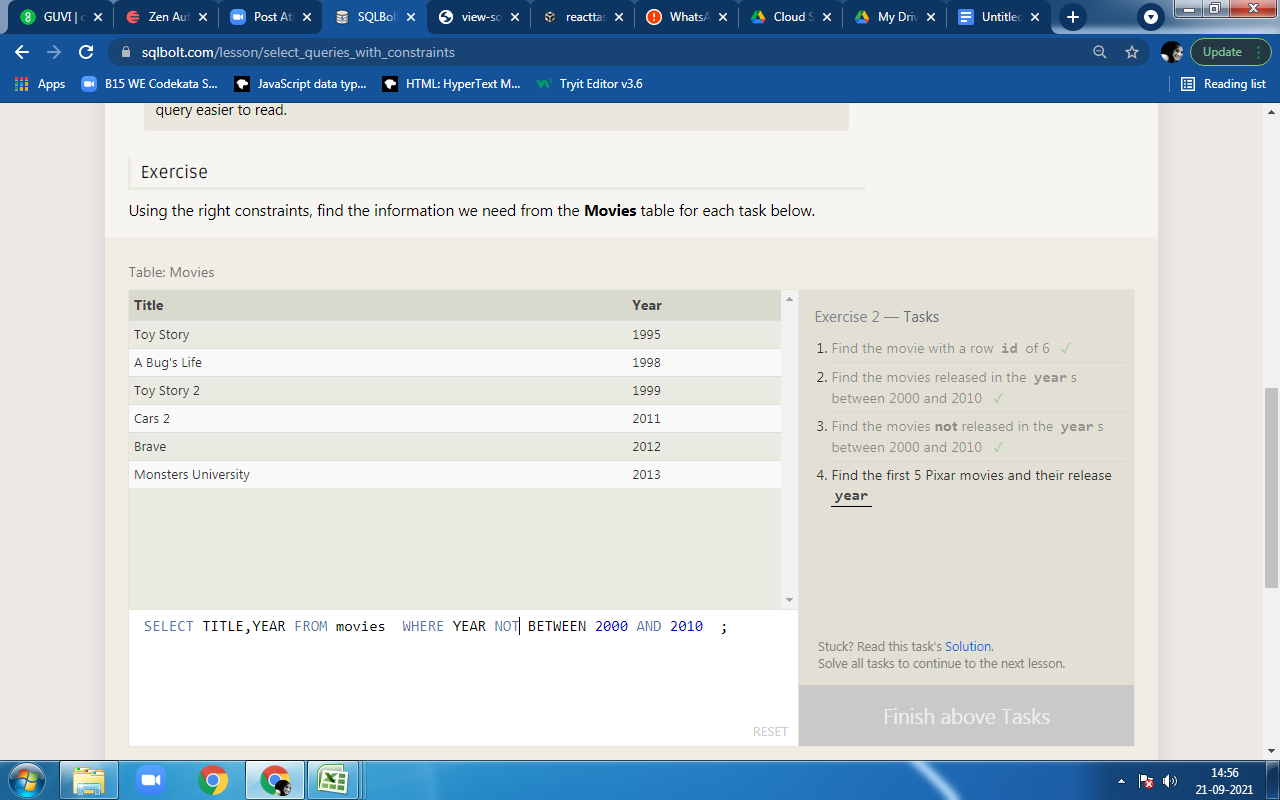 GUVI | c
Zen Aut
Post Att
SQLBolt
view-so
reacttas
WhatsA
Cloud S
My Driv
Untitled
sqlbolt.com/lesson/select_queries_with_constraints
Update
Apps
B15 WE Codekata S...
JavaScript data typ...
HTML: HyperText M...
Tryit Editor v3.6
Reading list
query easier to read.
Exercise
Using the right constraints, find the information we need from the Movies table for each task below.
Table: Movies
Title Year
Toy Story 1995
A Bug's Life 1998
Toy Story 2 1999
Cars 2 2011
Brave 2012
Monsters University 2013
SELECT TITLE,YEAR FROM movies  WHERE YEAR NOT BETWEEN 2000 AND 2010  ;
RESET
Exercise 2 — Tasks
1. Find the movie with a row id of 6 ✓
2. Find the movies released in the year s
between 2000 and 2010 ✓
3. Find the movies not released in the year s
between 2000 and 2010 ✓
4. Find the first 5 Pixar movies and their release
year
Stuck? Read this task's Solution.
Solve all tasks to continue to the next lesson.
Finish above Tasks
14:56
21-09-2021